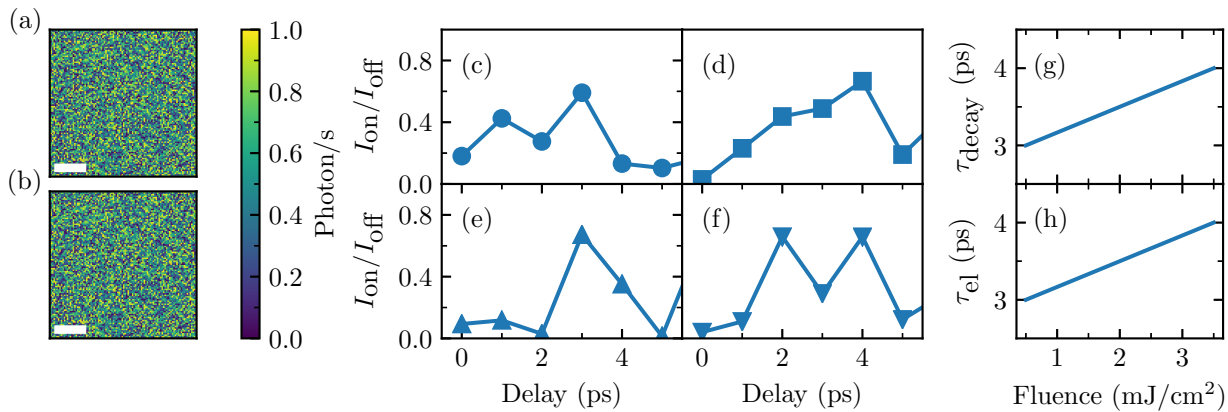 (a)
(b)
1.0
0.8
0.6
0.4
0.2
0.0
Photon/s
I_on/I_off
0.8
0.4
0.0
(c)
(d)
I_on/I_off
0.8
0.4
0.0
(e)
(f)
0 2 4
Delay (ps)
0 2 4
Delay (ps)
τ_decay (ps)
4
3
(g)
τ_el (ps)
4
3
(h)
1 2 3
Fluence (mJ/cm²)